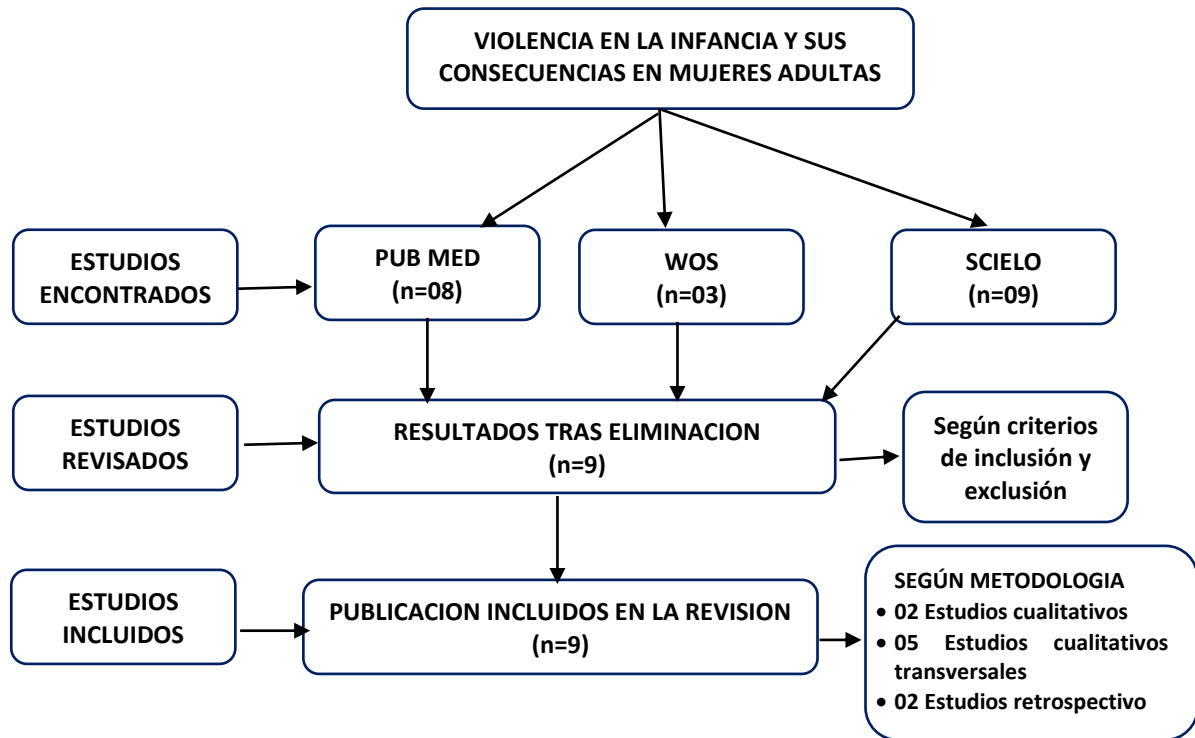 VIOLENCIA EN LA INFANCIA Y SUS
CONSECUENCIAS EN MUJERES ADULTAS
ESTUDIOS
ENCONTRADOS
PUB MED
(n=08)
WOS
(n=03)
SCIELO
(n=09)
ESTUDIOS
REVISADOS
RESULTADOS TRAS ELIMINACION
(n=9)
Según criterios
de inclusión y
exclusión
ESTUDIOS
INCLUIDOS
PUBLICACION INCLUIDOS EN LA REVISION
(n=9)
SEGÚN METODOLOGIA
• 02 Estudios cualitativos
• 05 Estudios cualitativos
transversales
• 02 Estudios retrospectivo